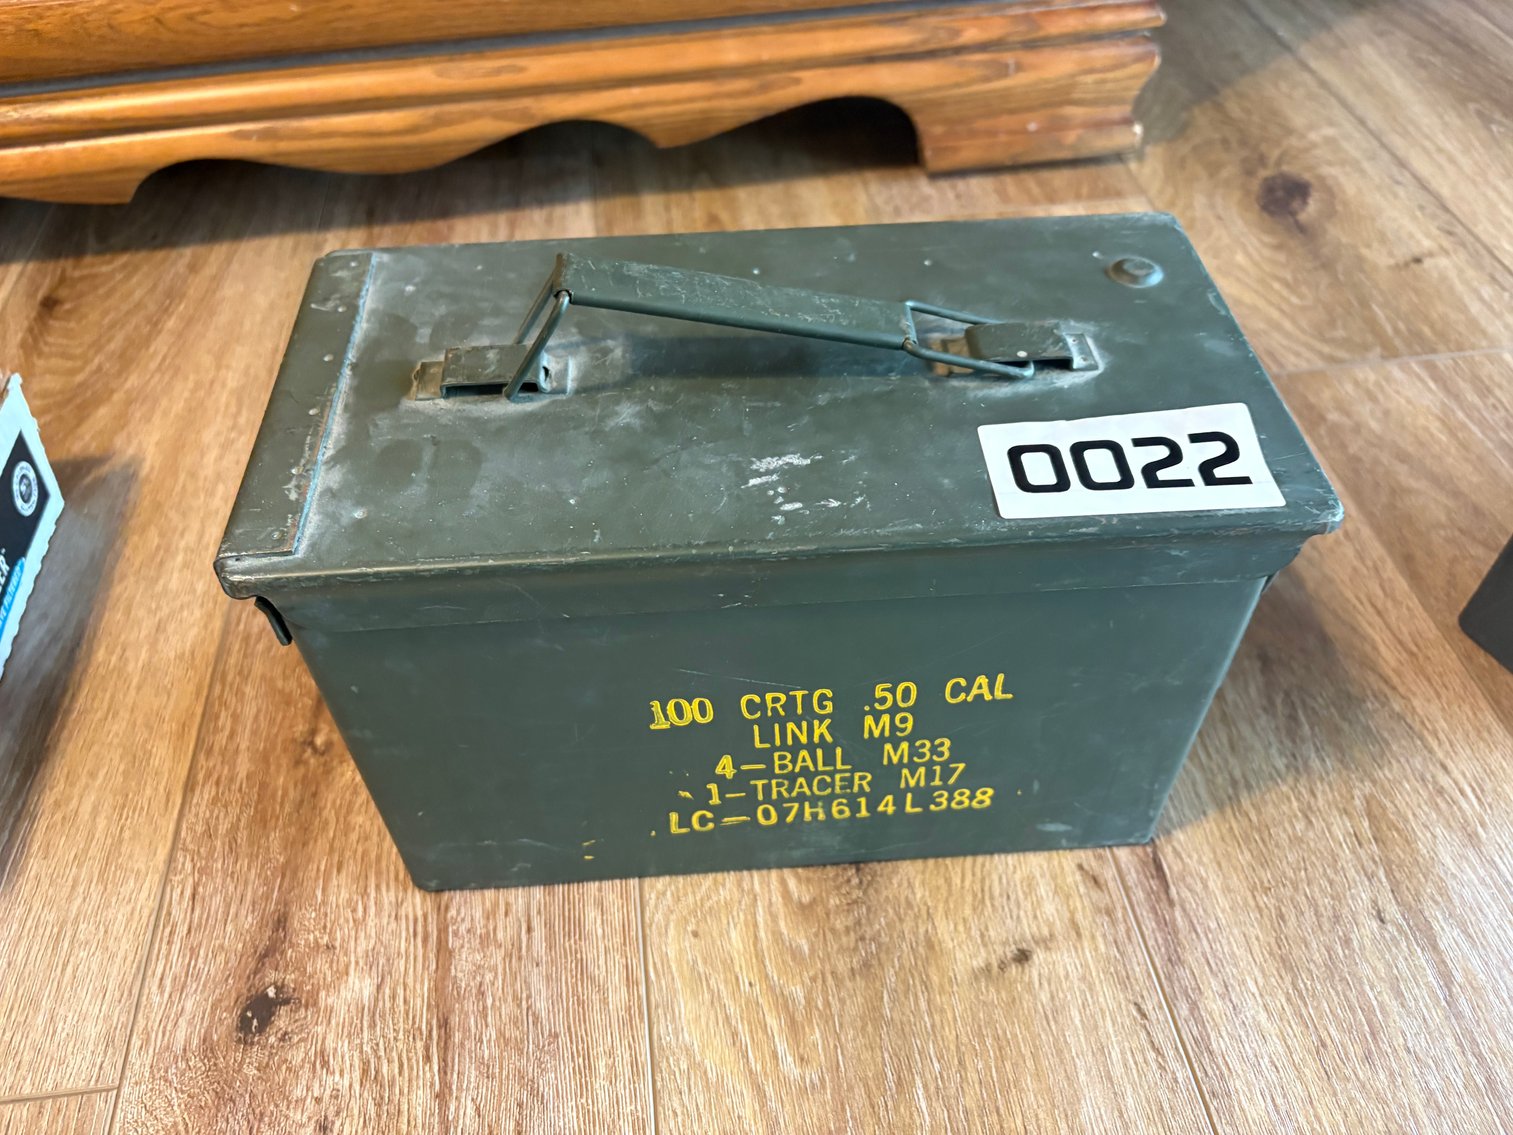 0022
100 CRTG .50 CAL
LINK M9
4-BALL M33
1-TRACER M17
LC-07H614L388